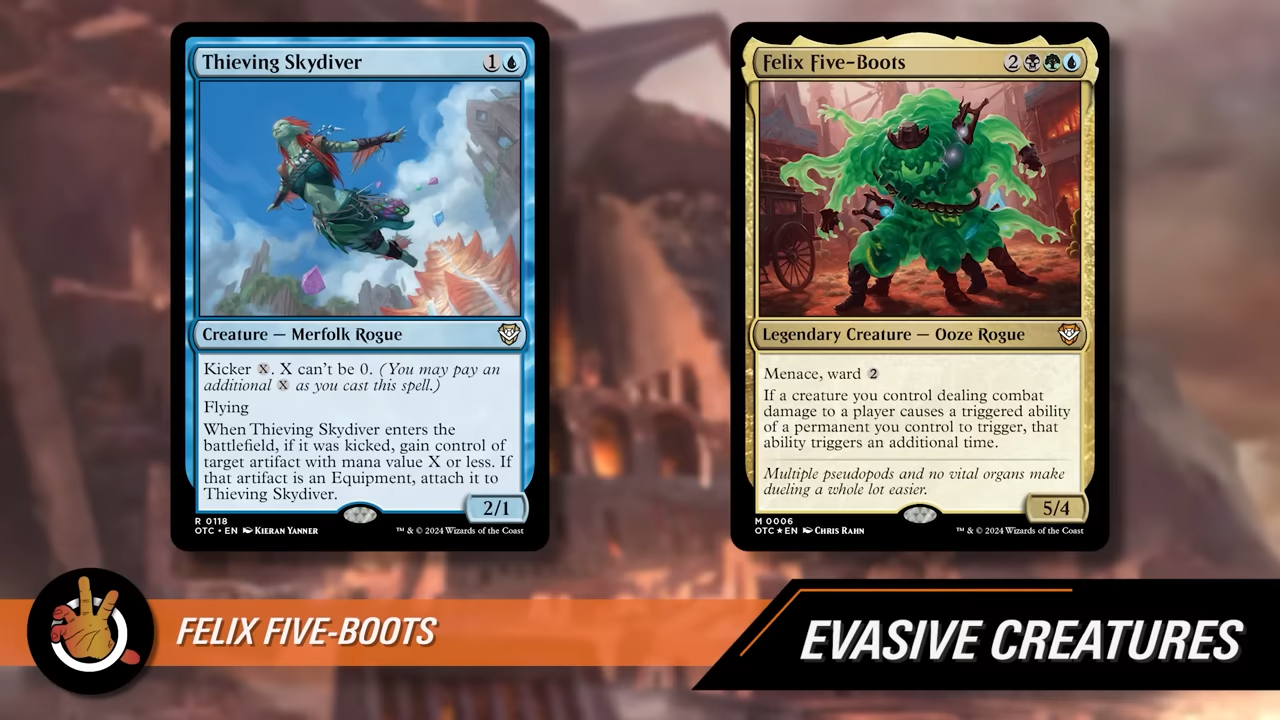 Thieving Skydiver 1
Creature — Merfolk Rogue
Kicker X. X can't be 0. (You may pay an
additional X as you cast this spell.)
Flying
When Thieving Skydiver enters the
battlefield, if it was kicked, gain control of
target artifact with mana value X or less. If
that artifact is an Equipment, attach it to
Thieving Skydiver.
2/1
R 0118
OTC • EN KIERAN YANNER
™ & © 2024 Wizards of the Coast
Felix Five-Boots 2
Legendary Creature — Ooze Rogue
Menace, ward 2
If a creature you control dealing combat
damage to a player causes a triggered ability
of a permanent you control to trigger, that
ability triggers an additional time.
Multiple pseudopods and no vital organs make
dueling a whole lot easier.
5/4
M 0006
OTC ★ EN CHRIS RAHN
™ & © 2024 Wizards of the Coast
FELIX FIVE-BOOTS
EVASIVE CREATURES